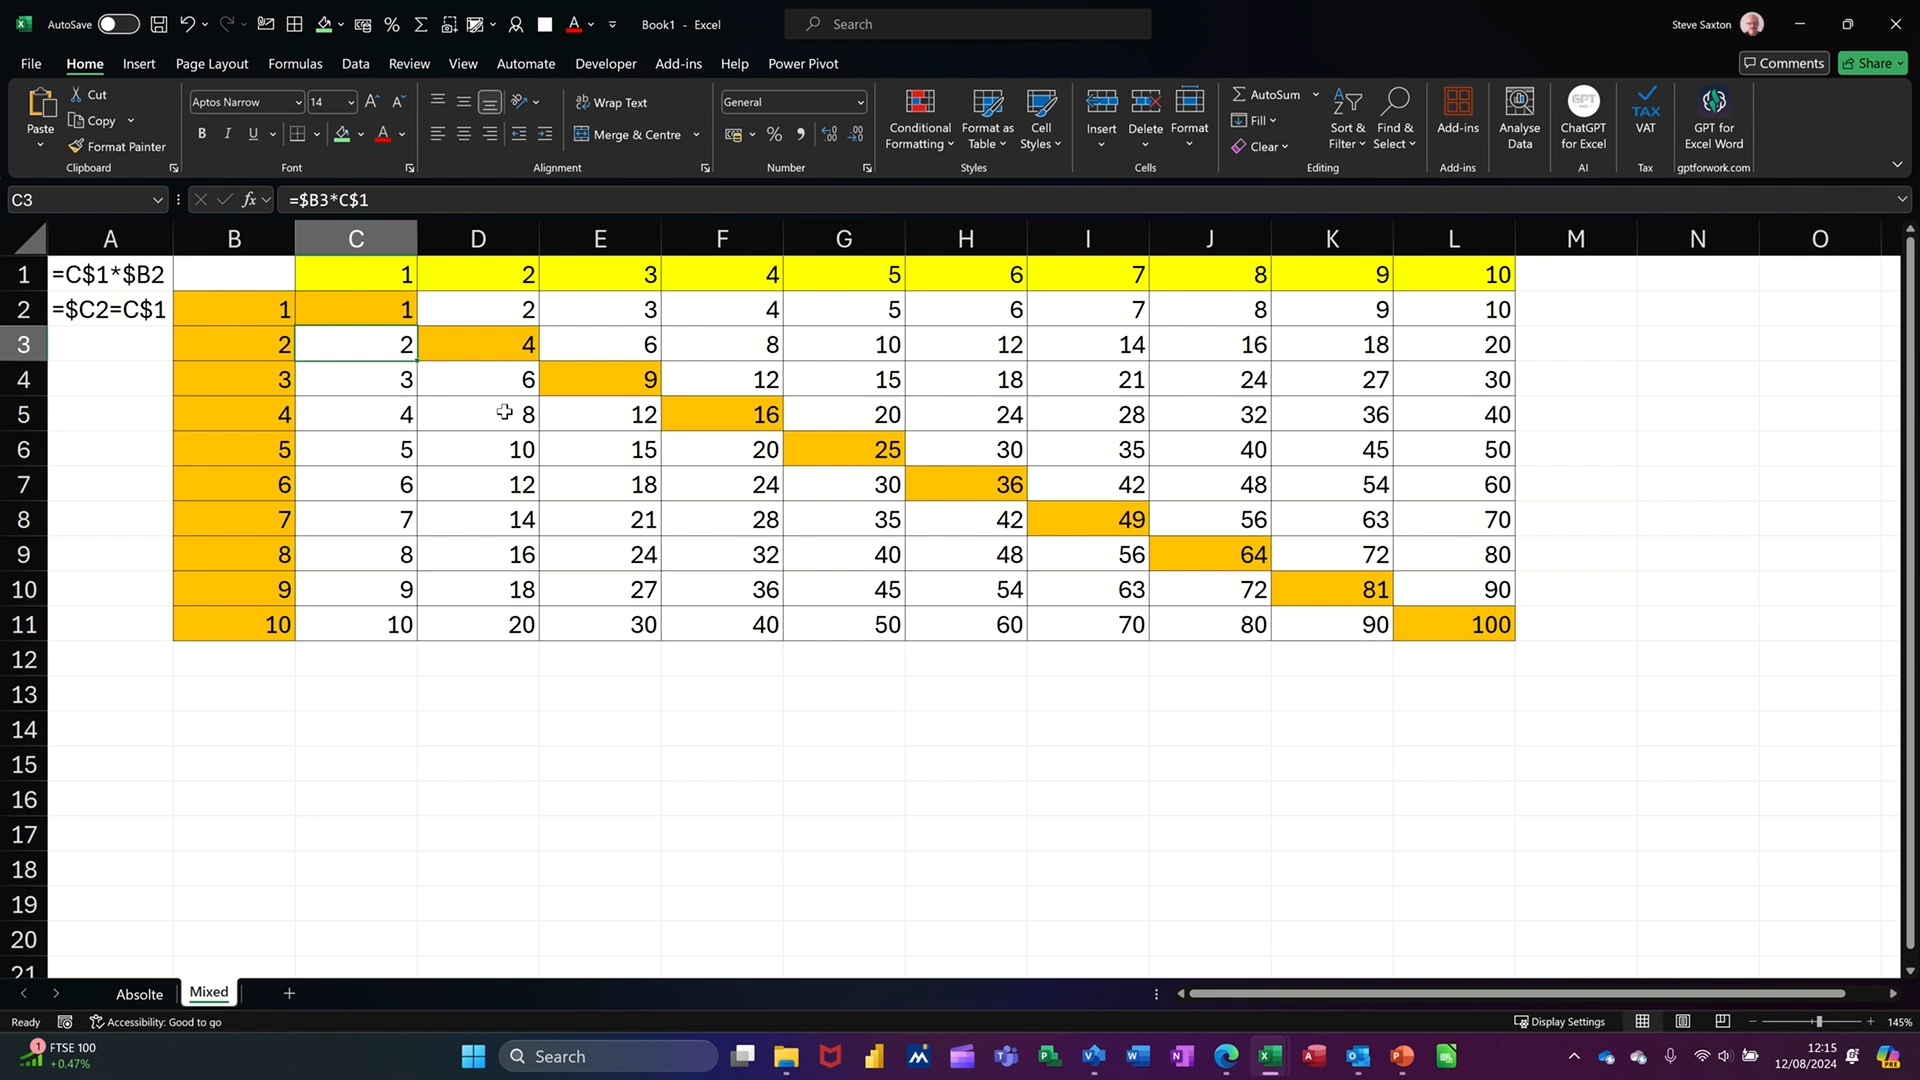 AutoSave
Book1 - Excel
Search
Steve Saxton
File Home Insert Page Layout Formulas Data Review View Automate Developer Add-ins Help Power Pivot
Comments
Share
Paste
Cut
Copy
Format Painter
Clipboard
Aptos Narrow
14
B I U
Font
Wrap Text
Merge & Centre
Alignment
General
Number
Conditional Formatting
Format as Table
Cell Styles
Styles
Insert
Delete
Format
Cells
AutoSum
Fill
Clear
Sort & Filter
Find & Select
Editing
Add-ins
Add-ins
Analyse Data
ChatGPT for Excel
AI
VAT
Tax
GPT for Excel Word
gptforwork.com
C3
fx
=$B3*C$1
A B C D E F G H I J K L M N O
1 =C$1*$B2 1 2 3 4 5 6 7 8 9 10
2 =$C2=C$1 1 1 2 3 4 5 6 7 8 9 10
3 2 2 4 6 8 10 12 14 16 18 20
4 3 3 6 9 12 15 18 21 24 27 30
5 4 4 8 12 16 20 24 28 32 36 40
6 5 5 10 15 20 25 30 35 40 45 50
7 6 6 12 18 24 30 36 42 48 54 60
8 7 7 14 21 28 35 42 49 56 63 70
9 8 8 16 24 32 40 48 56 64 72 80
10 9 9 18 27 36 45 54 63 72 81 90
11 10 10 20 30 40 50 60 70 80 90 100
12
13
14
15
16
17
18
19
20
21
Absolte
Mixed
Ready
Accessibility: Good to go
Display Settings
145%
1
FTSE 100
+0.47%
Search
12:15
12/08/2024